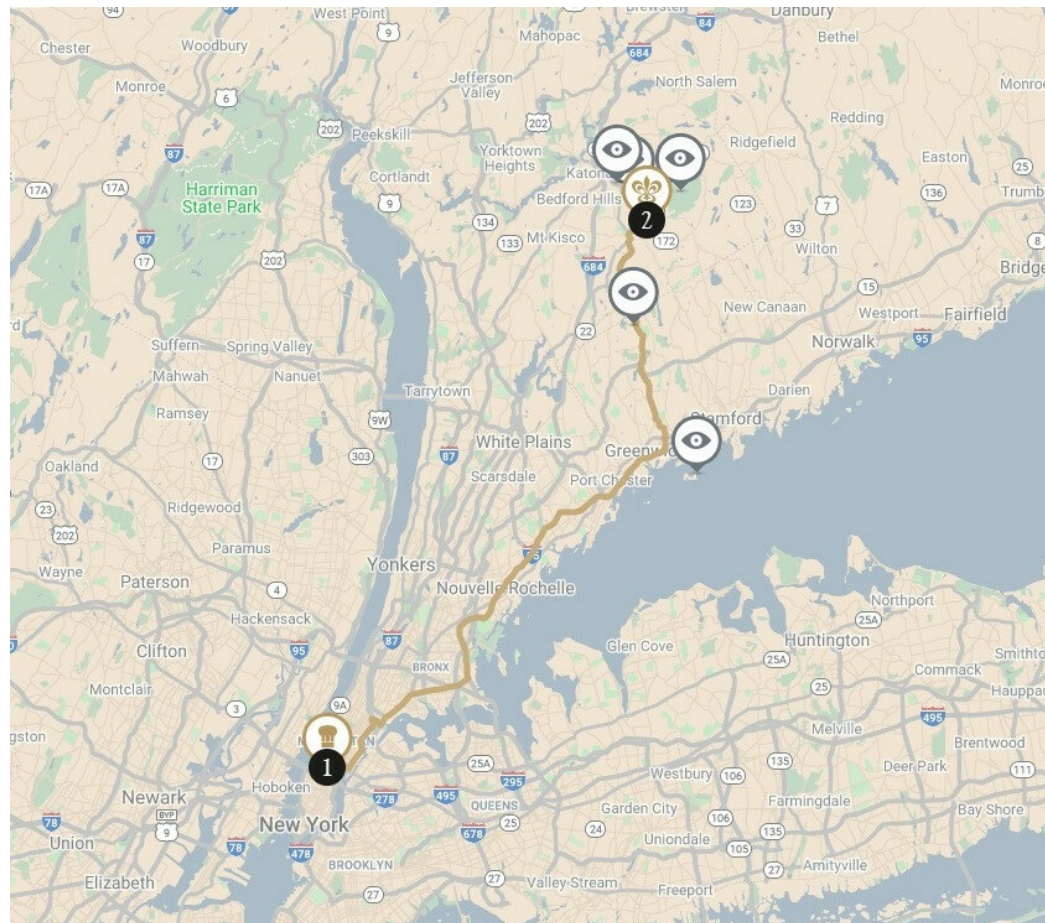 94
West Point
9
Brewster
84
Danbury
Chester
Woodbury
Mahopac
684
Bethel
Monroe
6
Jefferson
Valley
North Salem
Monroe
202
Peekskill
202
Redding
87
Yorktown
Heights
Ridgefield
Easton
25
17A
17A
Harriman
State Park
Cortlandt
9
Bedford Hills
136
123
7
2
134
133
Mt Kisco
172
33
87
17
202
684
Wilton
8
15
New Canaan
Westport
Fairfield
22
Norwalk
95
Suffern
Spring Valley
Mahwah
Nanuet
Tarrytown
Darien
Ramsey
9W
Stamford
White Plains
17
303
87
Oakland
Scarsdale
Port Chester
23
Ridgewood
202
Paramus
Yonkers
Wayne
Paterson
4
Nouvelle Rochelle
Northport
Hackensack
25A
87
Glen Cove
Huntington
95
Clifton
BRONX
25A
Commack
Montclair
9A
25
3
495
Melville
1
25A
Brentwood
Hoboken
295
Westbury
106
135
Deer Park
111
Newark
278
495
QUEENS
BYP
9
New York
25
Garden City
106
Farmingdale
Bay Shore
78
Union
78
478
678
24
Uniondale
135
105
BROOKLYN
Amityville
27
27
Elizabeth
27
Valley Stream
Freeport
27